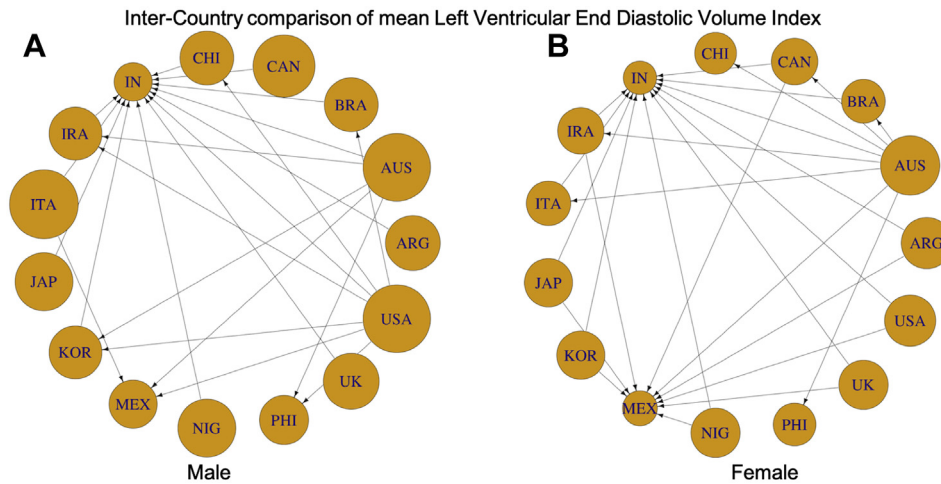 Inter-Country comparison of mean Left Ventricular End Diastolic Volume Index
A
CHI
CAN
IN
BRA
IRA
AUS
ITA
ARG
JAP
USA
KOR
UK
MEX
PHI
NIG
Male
B
CHI
CAN
IN
BRA
IRA
AUS
ITA
ARG
JAP
USA
KOR
UK
MEX
PHI
NIG
Female